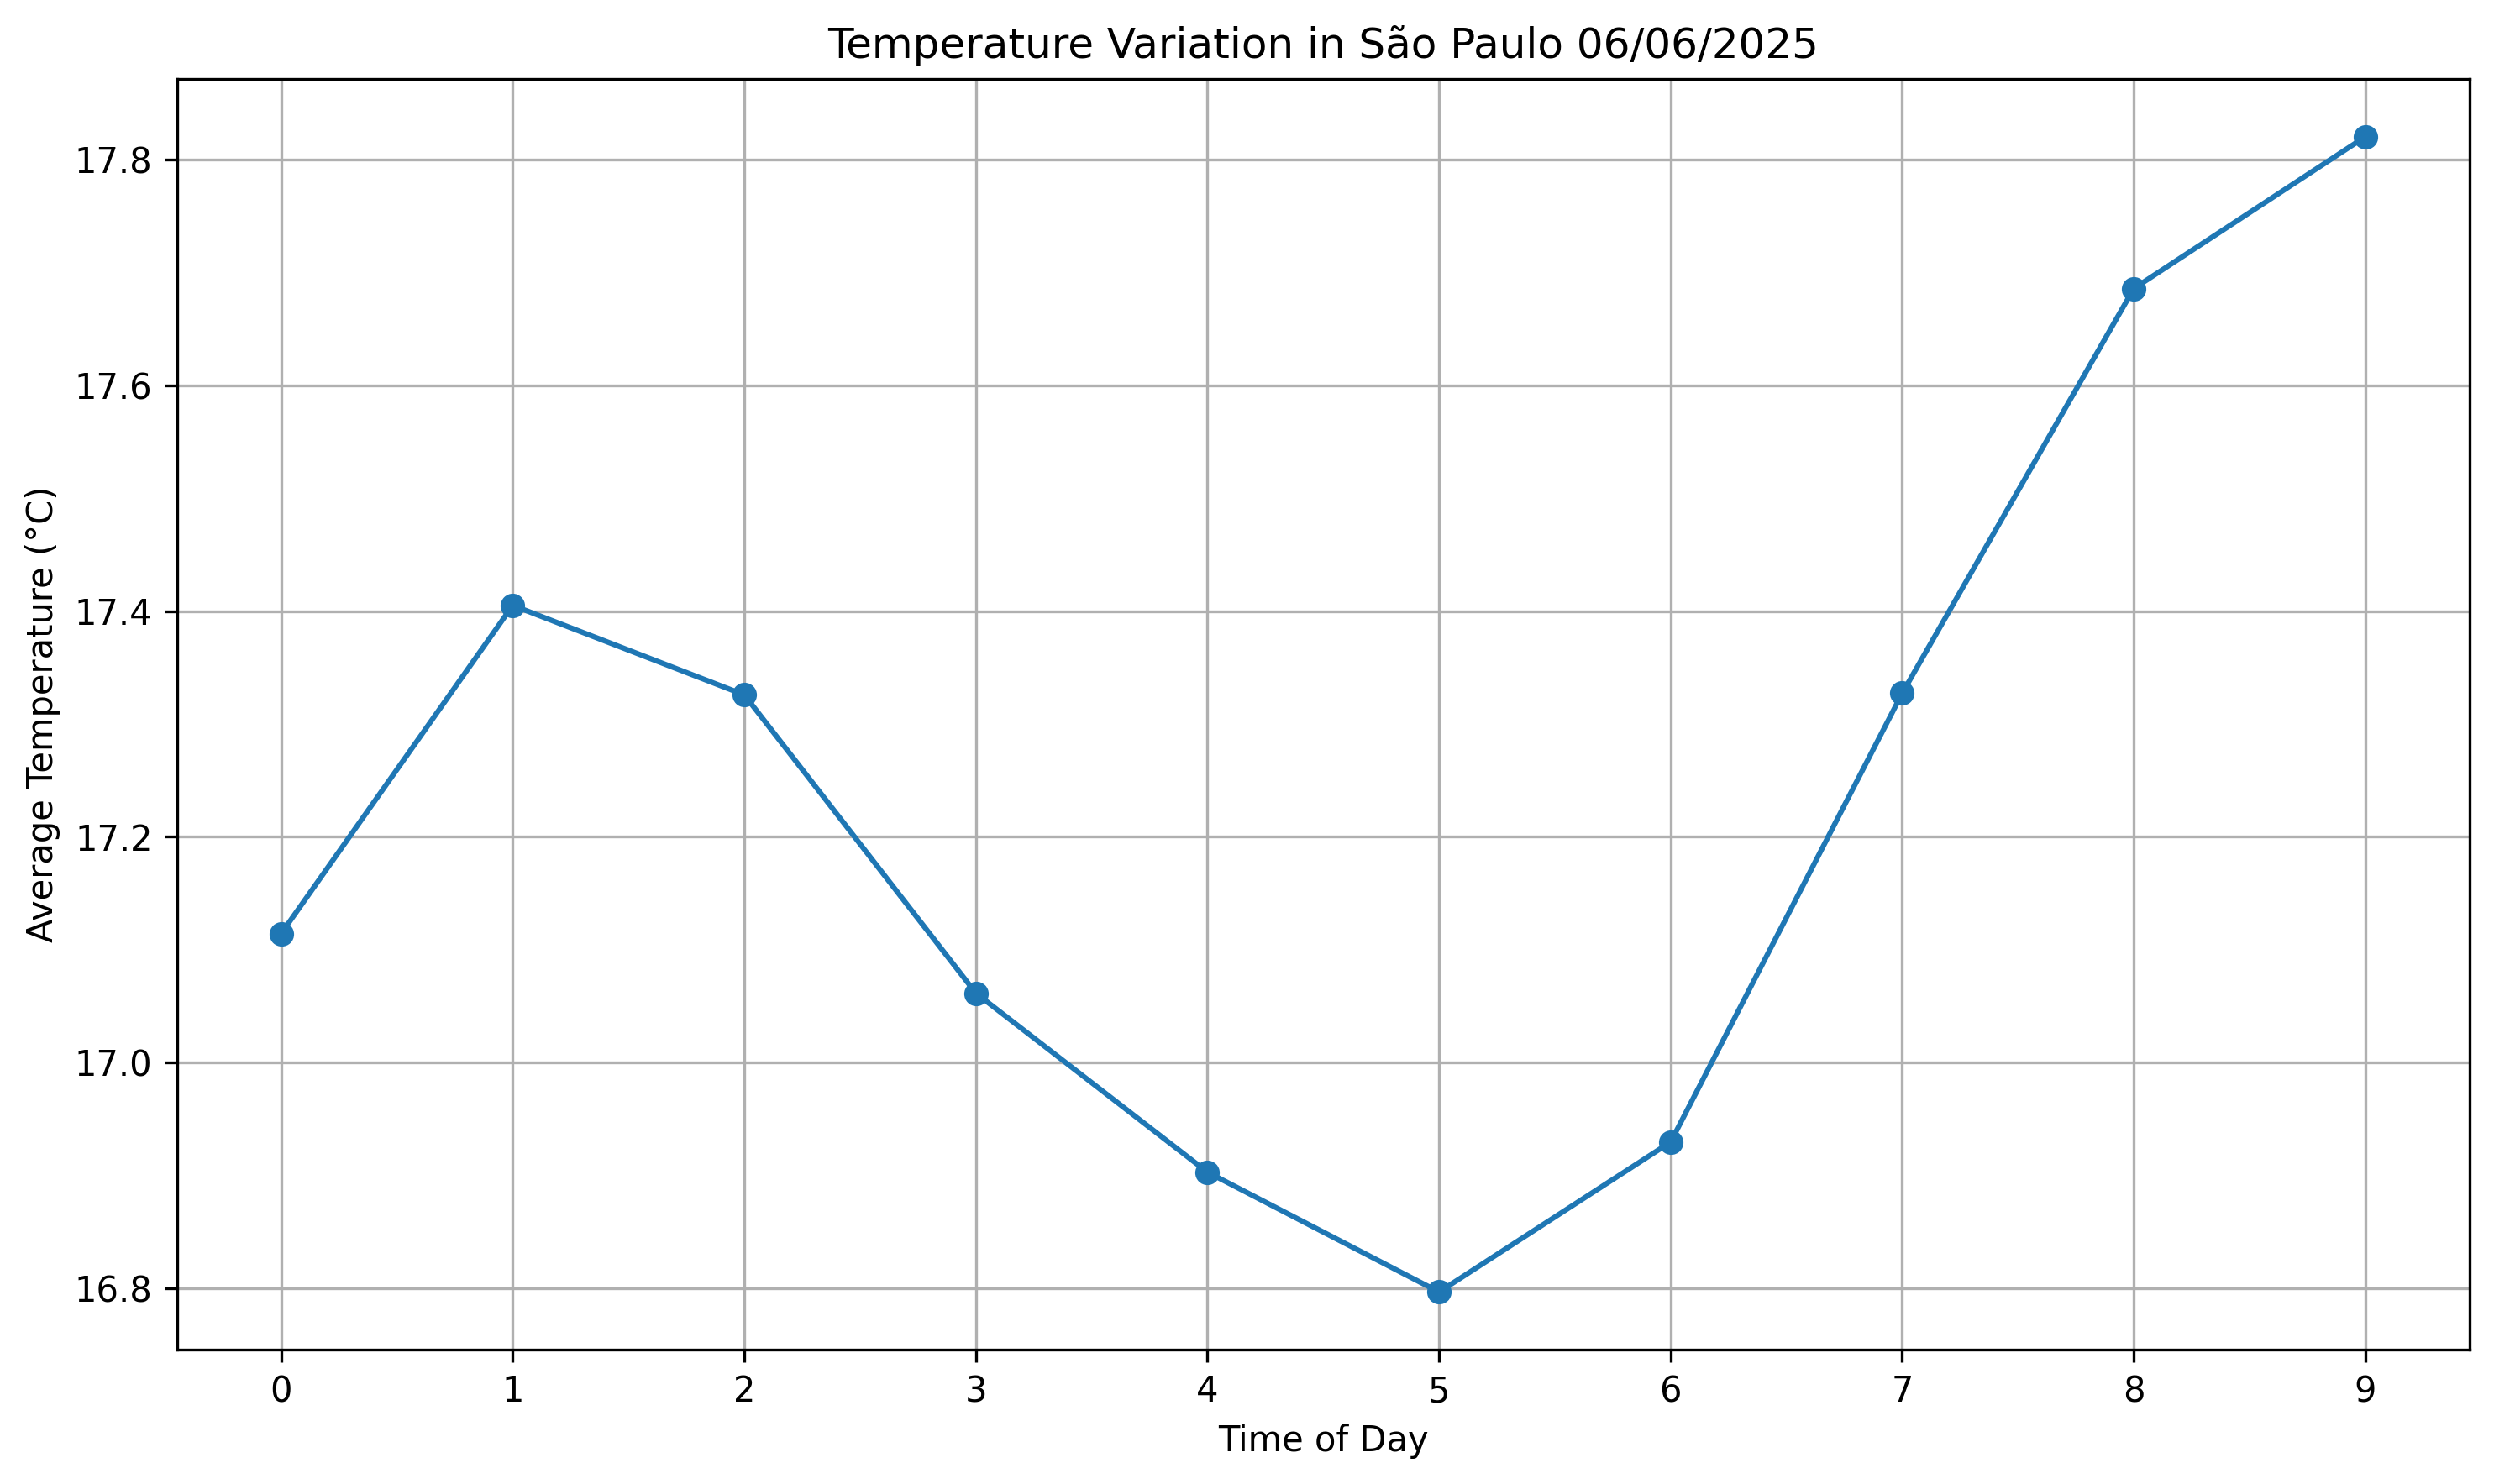 Temperature Variation in São Paulo 06/06/2025
Average Temperature (°C)
17.8
17.6
17.4
17.2
17.0
16.8
0 1 2 3 4 5 6 7 8 9
Time of Day